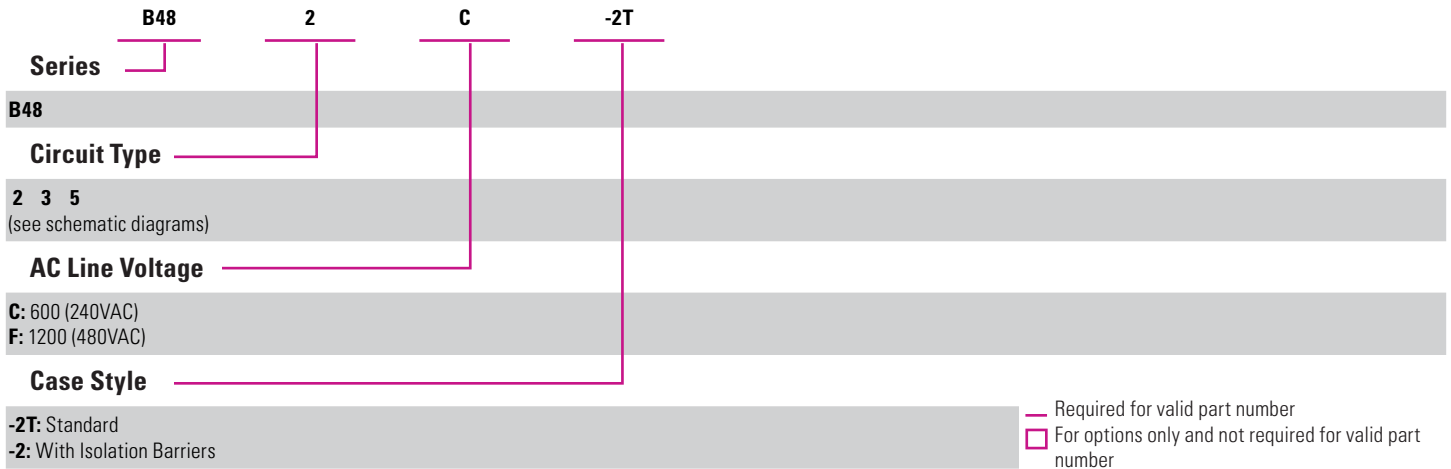 B48 2 C -2T
Series
B48
Circuit Type
2 3 5
(see schematic diagrams)
AC Line Voltage
C: 600 (240VAC)
F: 1200 (480VAC)
Case Style
-2T: Standard
-2: With Isolation Barriers
Required for valid part number
For options only and not required for valid part
number